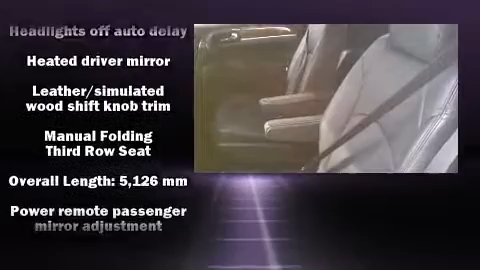 Headlights off auto delay
Heated driver mirror
Leather/simulated
wood shift knob trim
Manual Folding
Third Row Seat
Overall Length: 5,126 mm
Power remote passenger
mirror adjustment